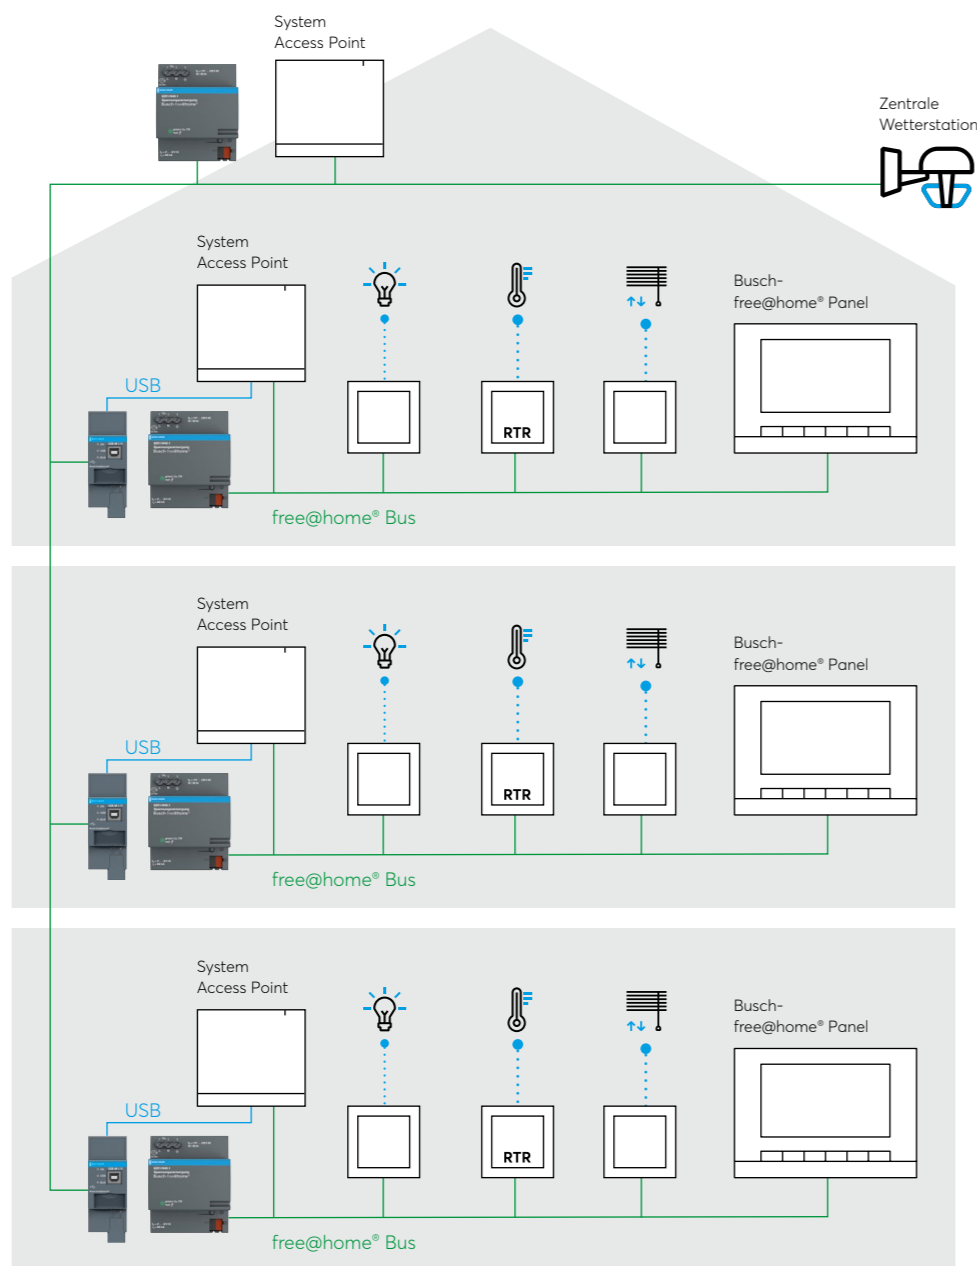 System
Access Point
Zentrale
Wetterstation
System
Access Point
Busch-
free@home® Panel
USB
RTR
free@home® Bus
System
Access Point
Busch-
free@home® Panel
USB
RTR
free@home® Bus
System
Access Point
Busch-
free@home® Panel
USB
RTR
free@home® Bus